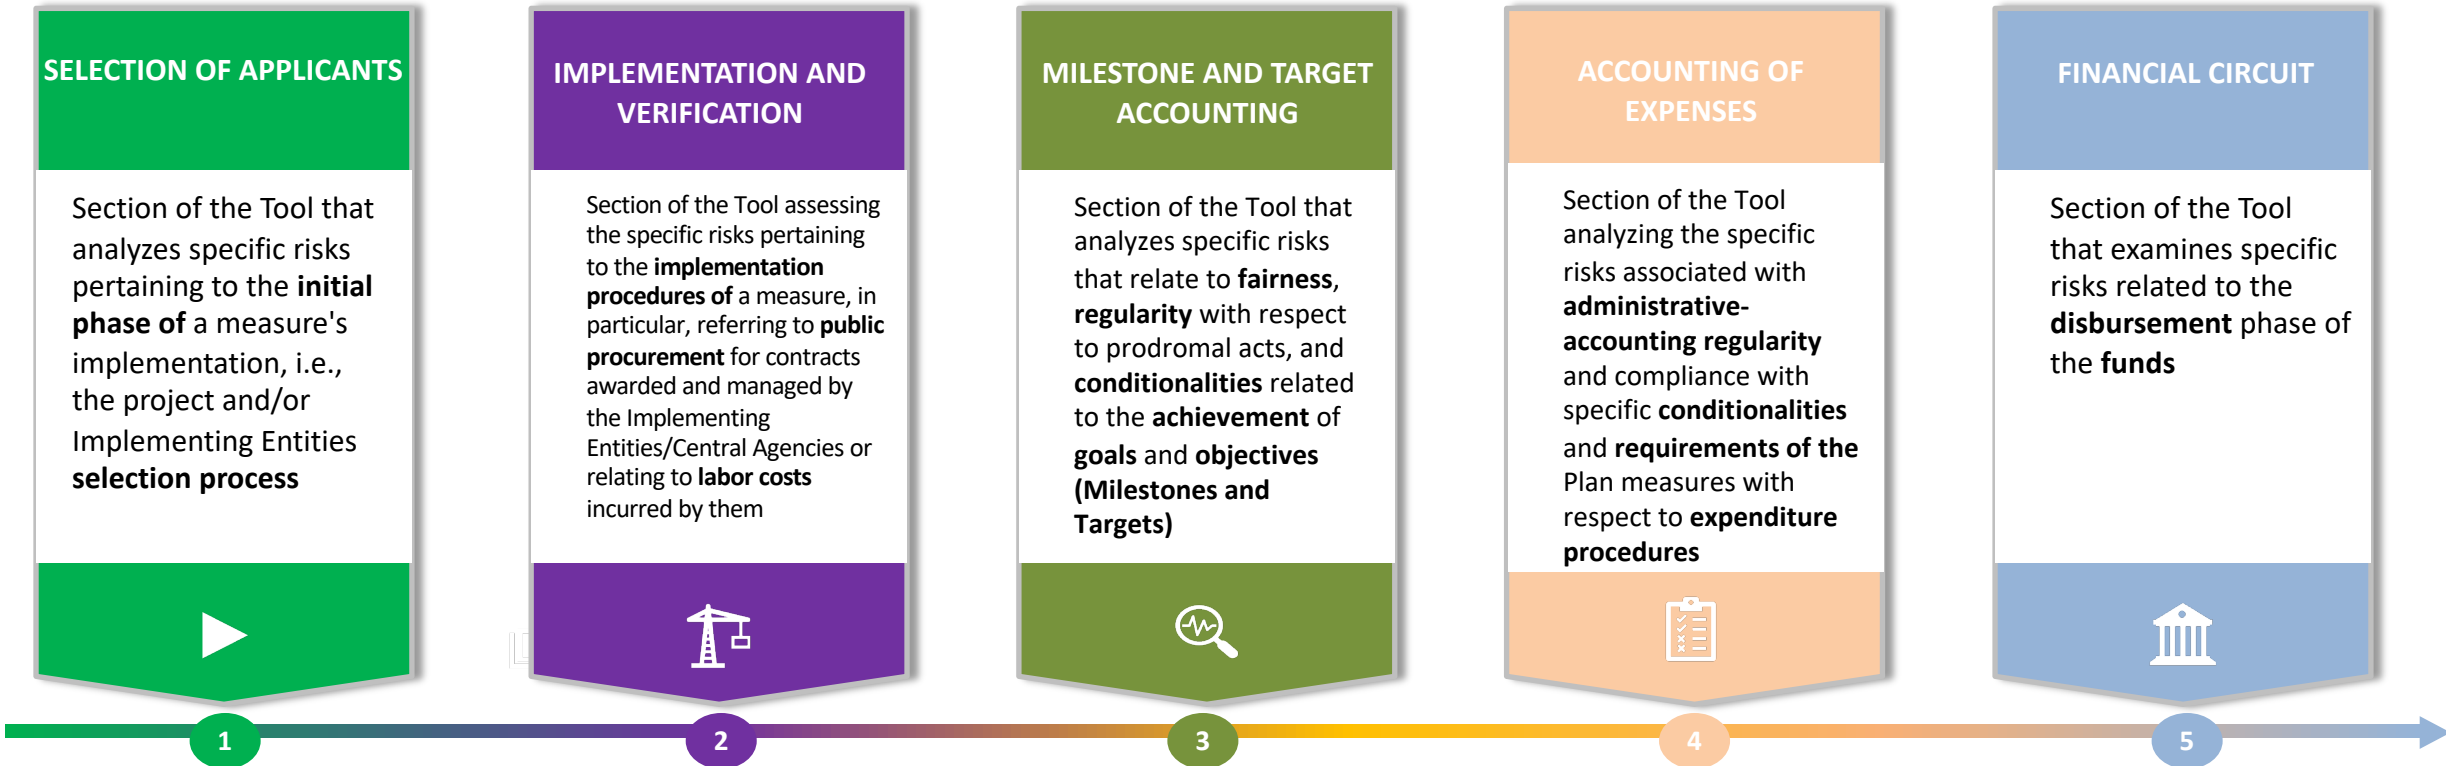 SELECTION OF APPLICANTS
Section of the Tool that
analyzes specific risks
pertaining to the initial
phase of a measure's
implementation, i.e.,
the project and/or
Implementing Entities
selection process
1
IMPLEMENTATION AND
VERIFICATION
Section of the Tool assessing
the specific risks pertaining
to the implementation
procedures of a measure, in
particular, referring to public
procurement for contracts
awarded and managed by
the Implementing
Entities/Central Agencies or
relating to labor costs
incurred by them
2
MILESTONE AND TARGET
ACCOUNTING
Section of the Tool that
analyzes specific risks
that relate to fairness,
regularity with respect
to prodromal acts, and
conditionalities related
to the achievement of
goals and objectives
(Milestones and
Targets)
3
ACCOUNTING OF
EXPENSES
Section of the Tool
analyzing the specific
risks associated with
administrative-
accounting regularity
and compliance with
specific conditionalities
and requirements of the
Plan measures with
respect to expenditure
procedures
4
FINANCIAL CIRCUIT
Section of the Tool
that examines specific
risks related to the
disbursement phase of
the funds
5